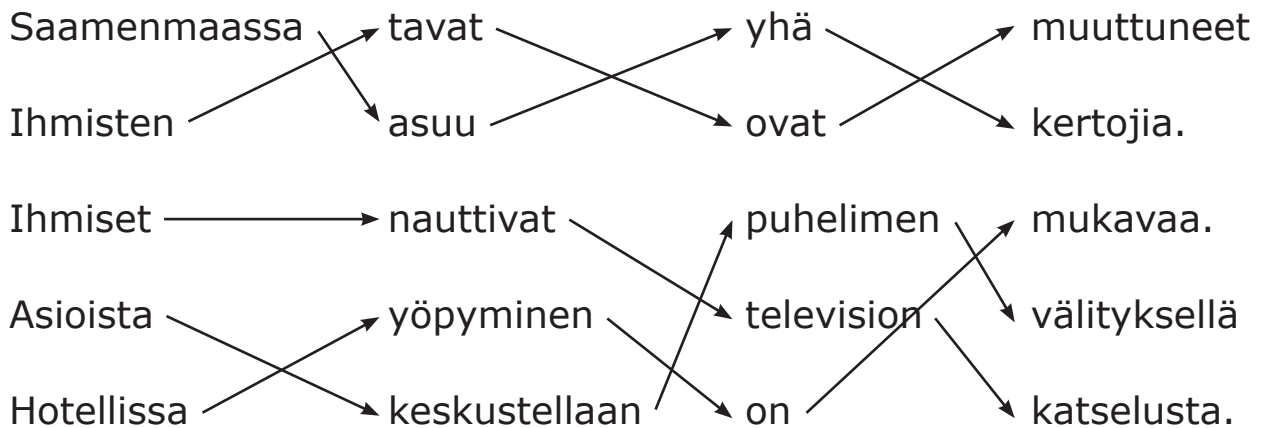 Saamenmaassa tavat yhä muuttuneet
Ihmisten asuu ovat kertojia.
Ihmiset nauttivat puhelimen mukavaa.
Asioista yöpyminen television välityksellä
Hotellissa keskustellaan on katselusta.